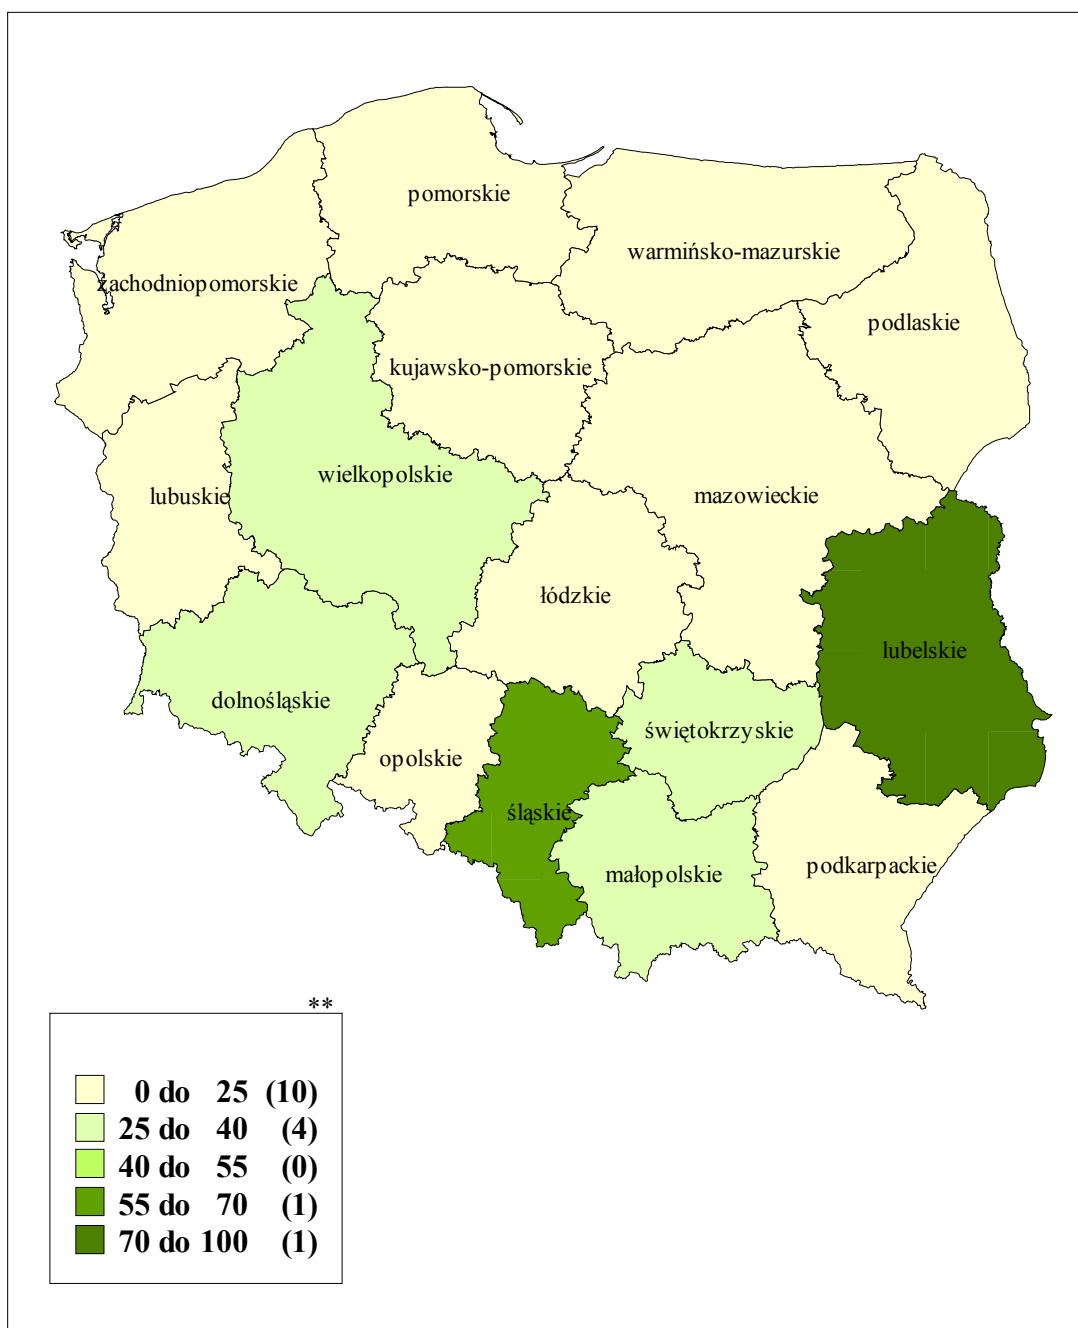 pomorskie
warmińsko-mazurskie
zachodniopomorskie
podlaskie
kujawsko-pomorskie
wielkopolskie
lubuskie
mazowieckie
łódzkie
lubelskie
dolnośląskie
świętokrzyskie
opolskie
śląskie
małopolskie
podkarpackie
**
0 do 25 (10)
25 do 40 (4)
40 do 55 (0)
55 do 70 (1)
70 do 100 (1)